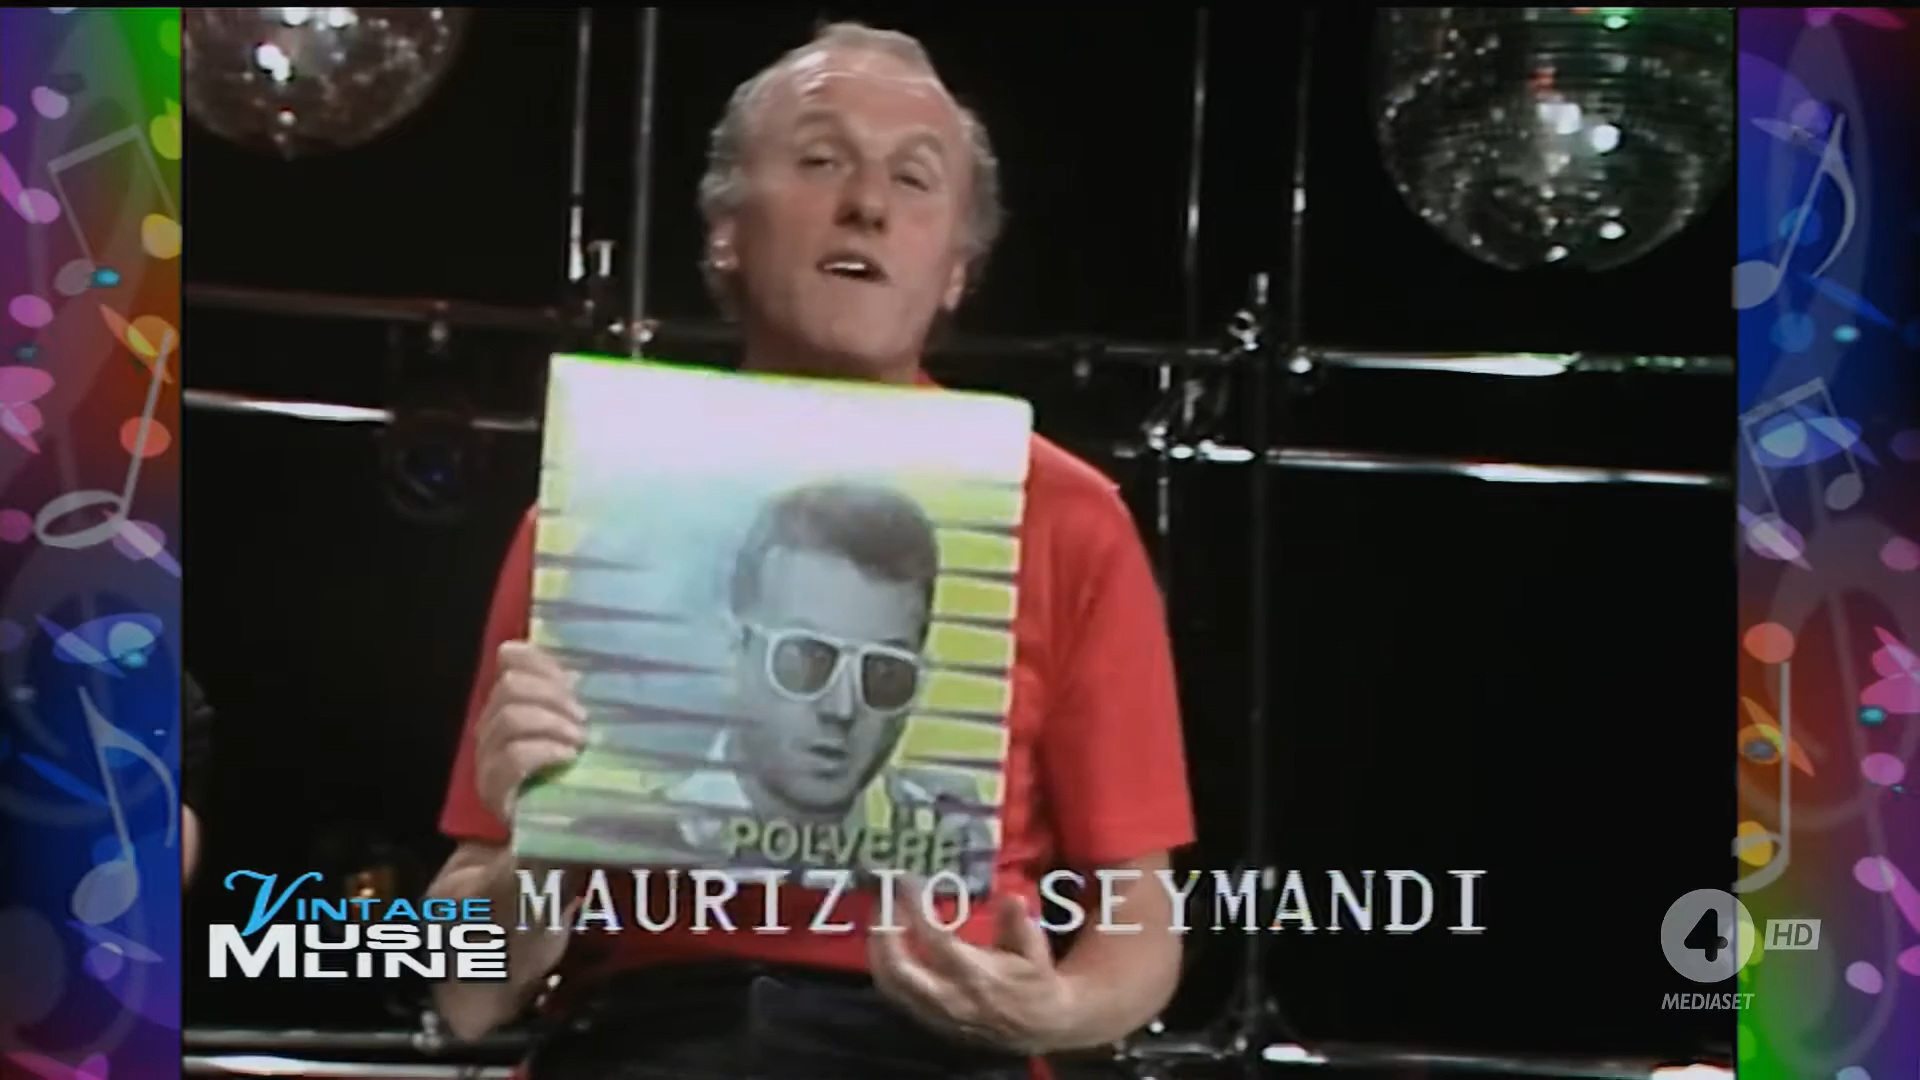 POLVERE
MAURIZIO SEYMANDI
VINTAGE
MUSIC
LINE
4 HD
MEDIASET